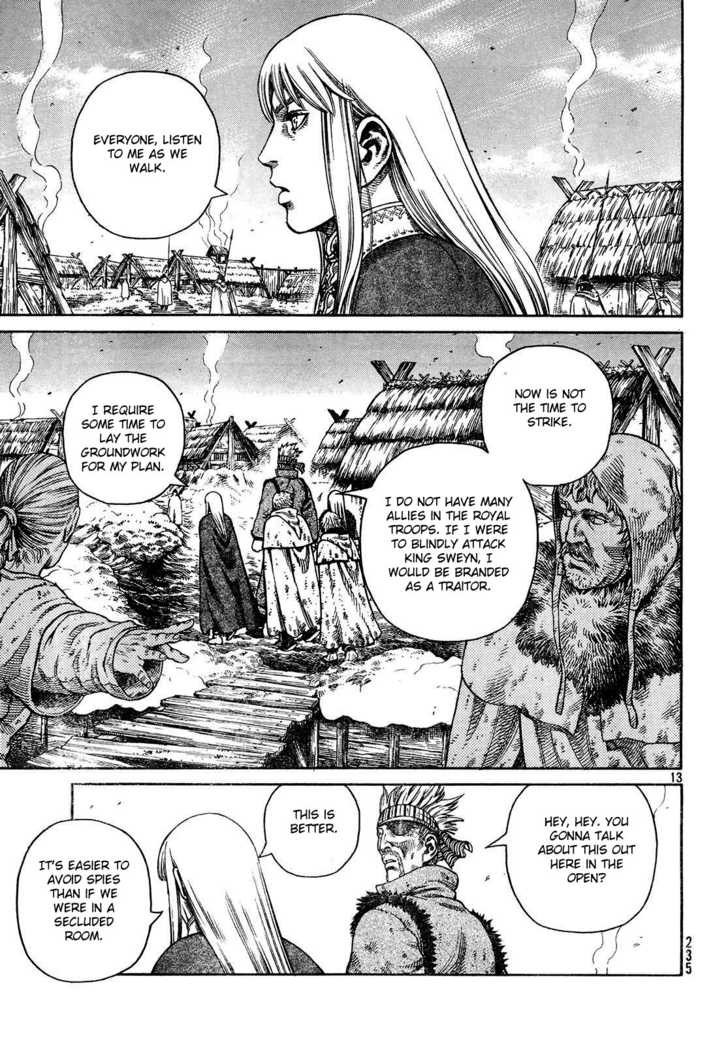 EVERYONE, LISTEN
TO ME AS WE
WALK.
NOW IS NOT
THE TIME TO
STRIKE.
I DO NOT HAVE MANY
ALLIES IN THE ROYAL
TROOPS. IF I WERE
TO BLINDLY ATTACK
KING SWEYN, I
WOULD BE BRANDED
AS A TRAITOR.
I REQUIRE
SOME TIME TO
LAY THE
GROUNDWORK
FOR MY PLAN.
13
HEY, HEY. YOU
GONNA TALK
ABOUT THIS OUT
HERE IN THE
OPEN?
THIS IS
BETTER.
IT'S EASIER TO
AVOID SPIES
THAN IF WE
WERE IN A
SECLUDED
ROOM.
235